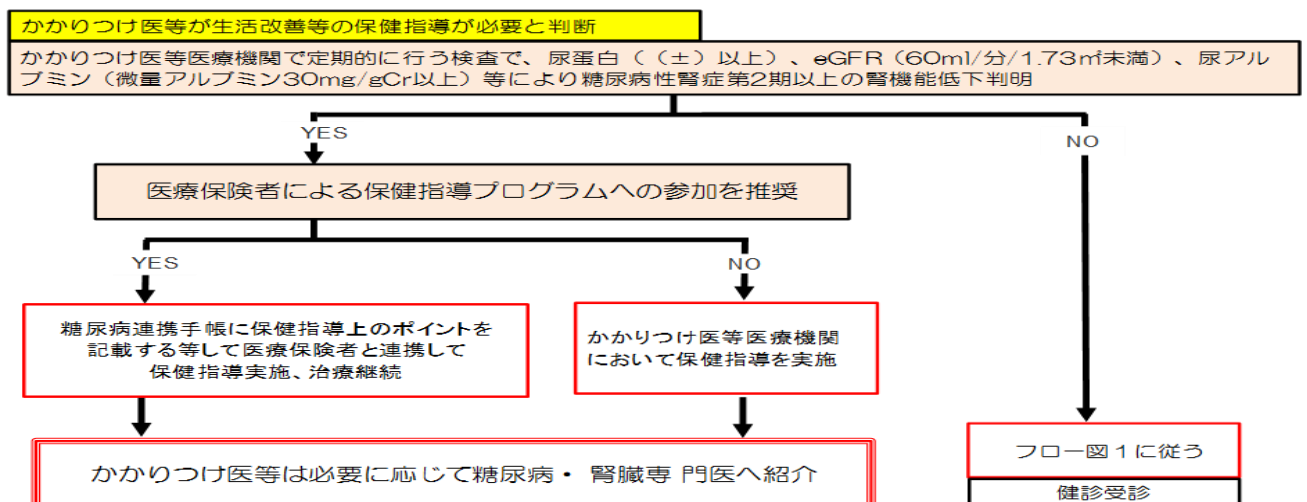 かかりつけ医等が生活改善等の保健指導が必要と判断
かかりつけ医等医療機関で定期的に行う検査で、尿蛋白（（±）以上）、eGFR（60ml/分/1.73㎡未満）、尿アル
ブミン（微量アルブミン30mg/gCr以上）等により糖尿病性腎症第2期以上の腎機能低下判明
YES
NO
医療保険者による保健指導プログラムへの参加を推奨
YES
NO
糖尿病連携手帳に保健指導上のポイントを
記載する等して医療保険者と連携して
保健指導実施、治療継続
かかりつけ医等医療機関
において保健指導を実施
かかりつけ医等は必要に応じて糖尿病・ 腎臓専 門医へ紹介
フロー図１に従う
健診受診